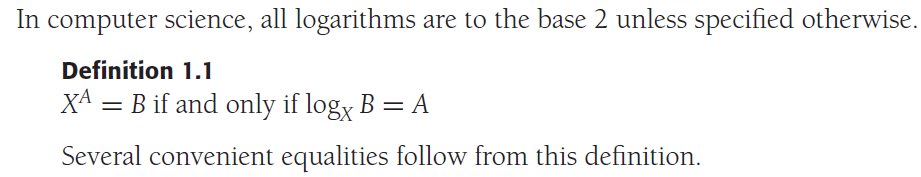 In computer science, all logarithms are to the base 2 unless specified otherwise.
Definition 1.1
X^A = B if and only if log_X B = A
Several convenient equalities follow from this definition.